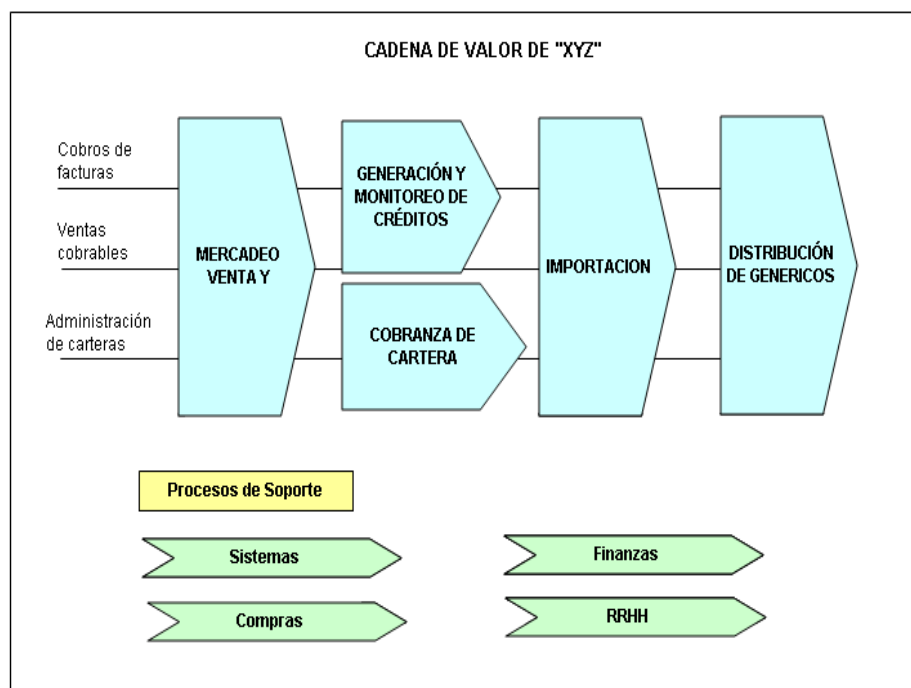 CADENA DE VALOR DE "XYZ"
Cobros de
facturas
Ventas
cobrables
Administración
de carteras
MERCADEO
VENTA Y
GENERACIÓN Y
MONITOREO DE
CRÉDITOS
COBRANZA DE
CARTERA
IMPORTACION
DISTRIBUCIÓN
DE GENERICOS
Procesos de Soporte
Sistemas
Finanzas
Compras
RRHH